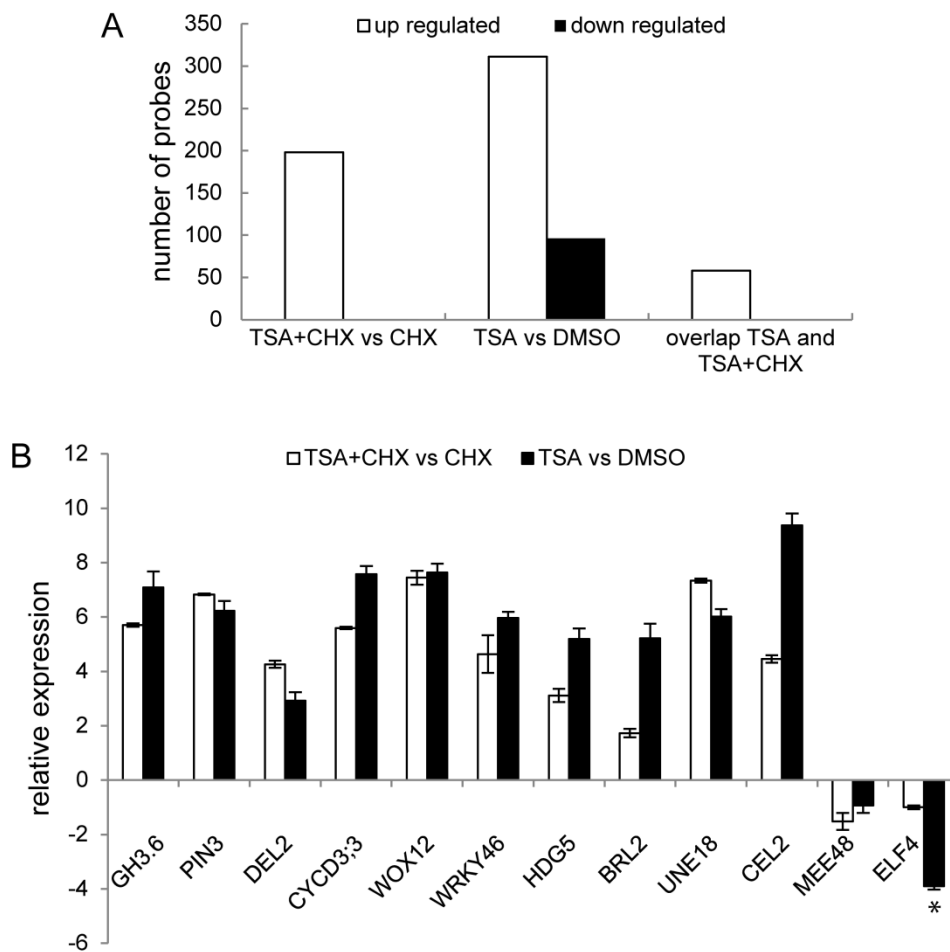 A
up regulated down regulated
number of probes
350
300
250
200
150
100
50
0
TSA+CHX vs CHX TSA vs DMSO overlap TSA and
TSA+CHX
B
TSA+CHX vs CHX TSA vs DMSO
relative expression
12
10
8
6
4
2
0
-2
-4
-6
GH3.6 PIN3 DEL2 CYCD3;3 WOX12 WRKY46 HDG5 BRL2 UNE18 CEL2 MEE48 ELF4
*